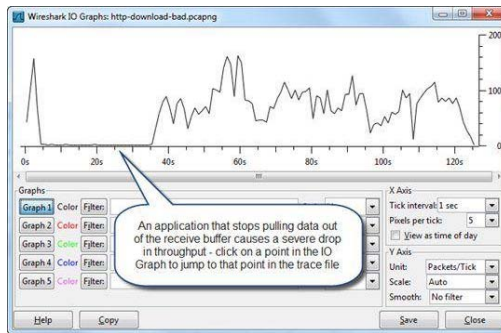 Wireshark IO Graphs: http-download-bad.pcapng
200
100
0
0s 20s 40s 60s 80s 100s 120s
Graphs
Graph 1 Color Filter:
Graph 2 Color Filter:
Graph 3 Color Filter:
Graph 4 Color Filter:
Graph 5 Color Filter:
An application that stops pulling data out
of the receive buffer causes a severe drop
in throughput - click on a point in the IO
Graph to jump to that point in the trace file
X Axis
Tick interval: 1 sec
Pixels per tick: 5
View as time of day
Y Axis
Unit: Packets/Tick
Scale: Auto
Smooth: No filter
Help Copy Save Close